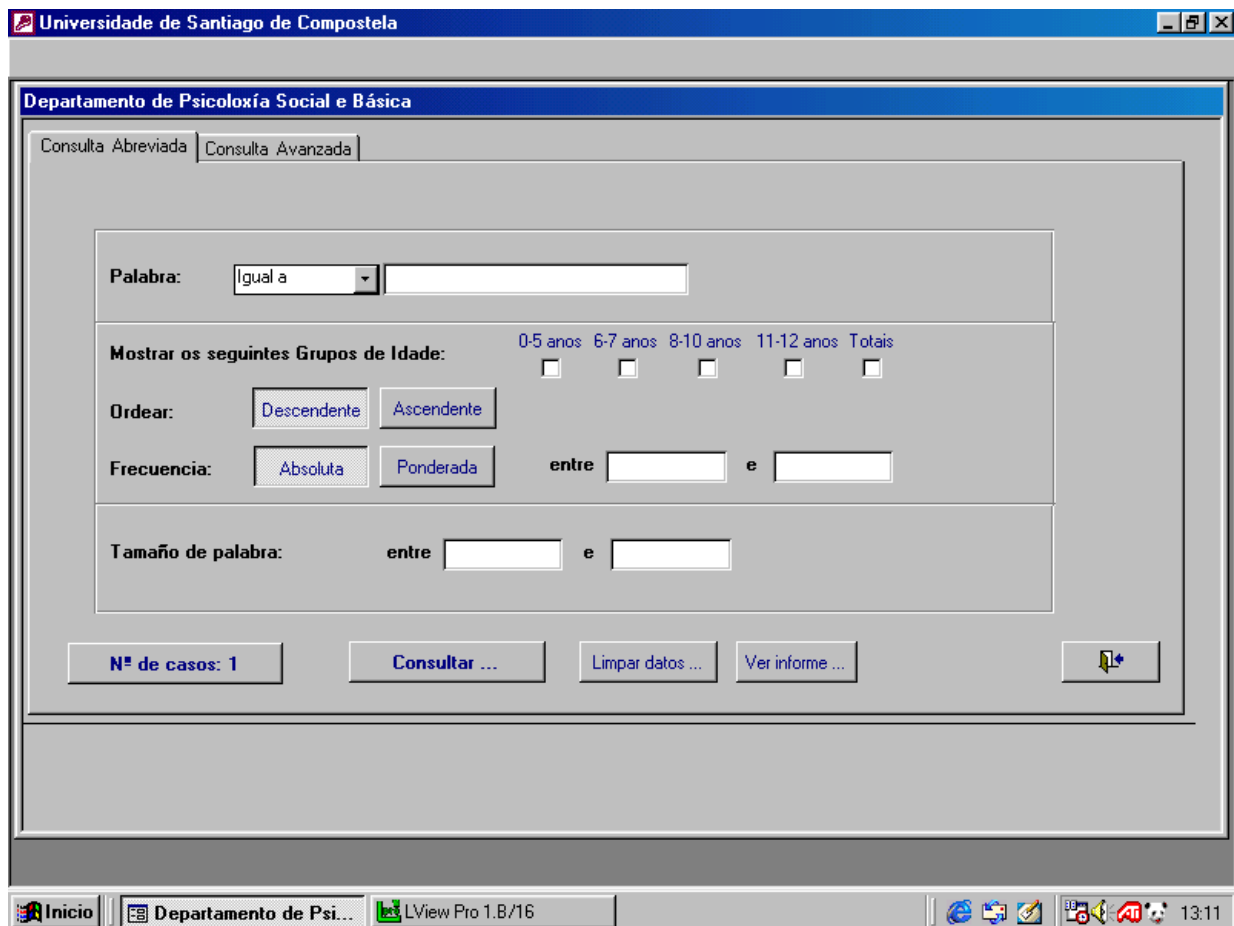 Universidade de Santiago de Compostela
Departamento de Psicoloxía Social e Básica
Consulta Abreviada Consulta Avanzada
Palabra: Igual a
0-5 anos 6-7 anos 8-10 anos 11-12 anos Totais
Mostrar os seguintes Grupos de Idade:
Ordear: Descendente Ascendente
Frecuencia: Absoluta Ponderada entre e
Tamaño de palabra: entre e
Nº de casos: 1 Consultar ... Limpar datos ... Ver informe ...
Inicio Departamento de Psi... LView Pro 1.B/16 13:11